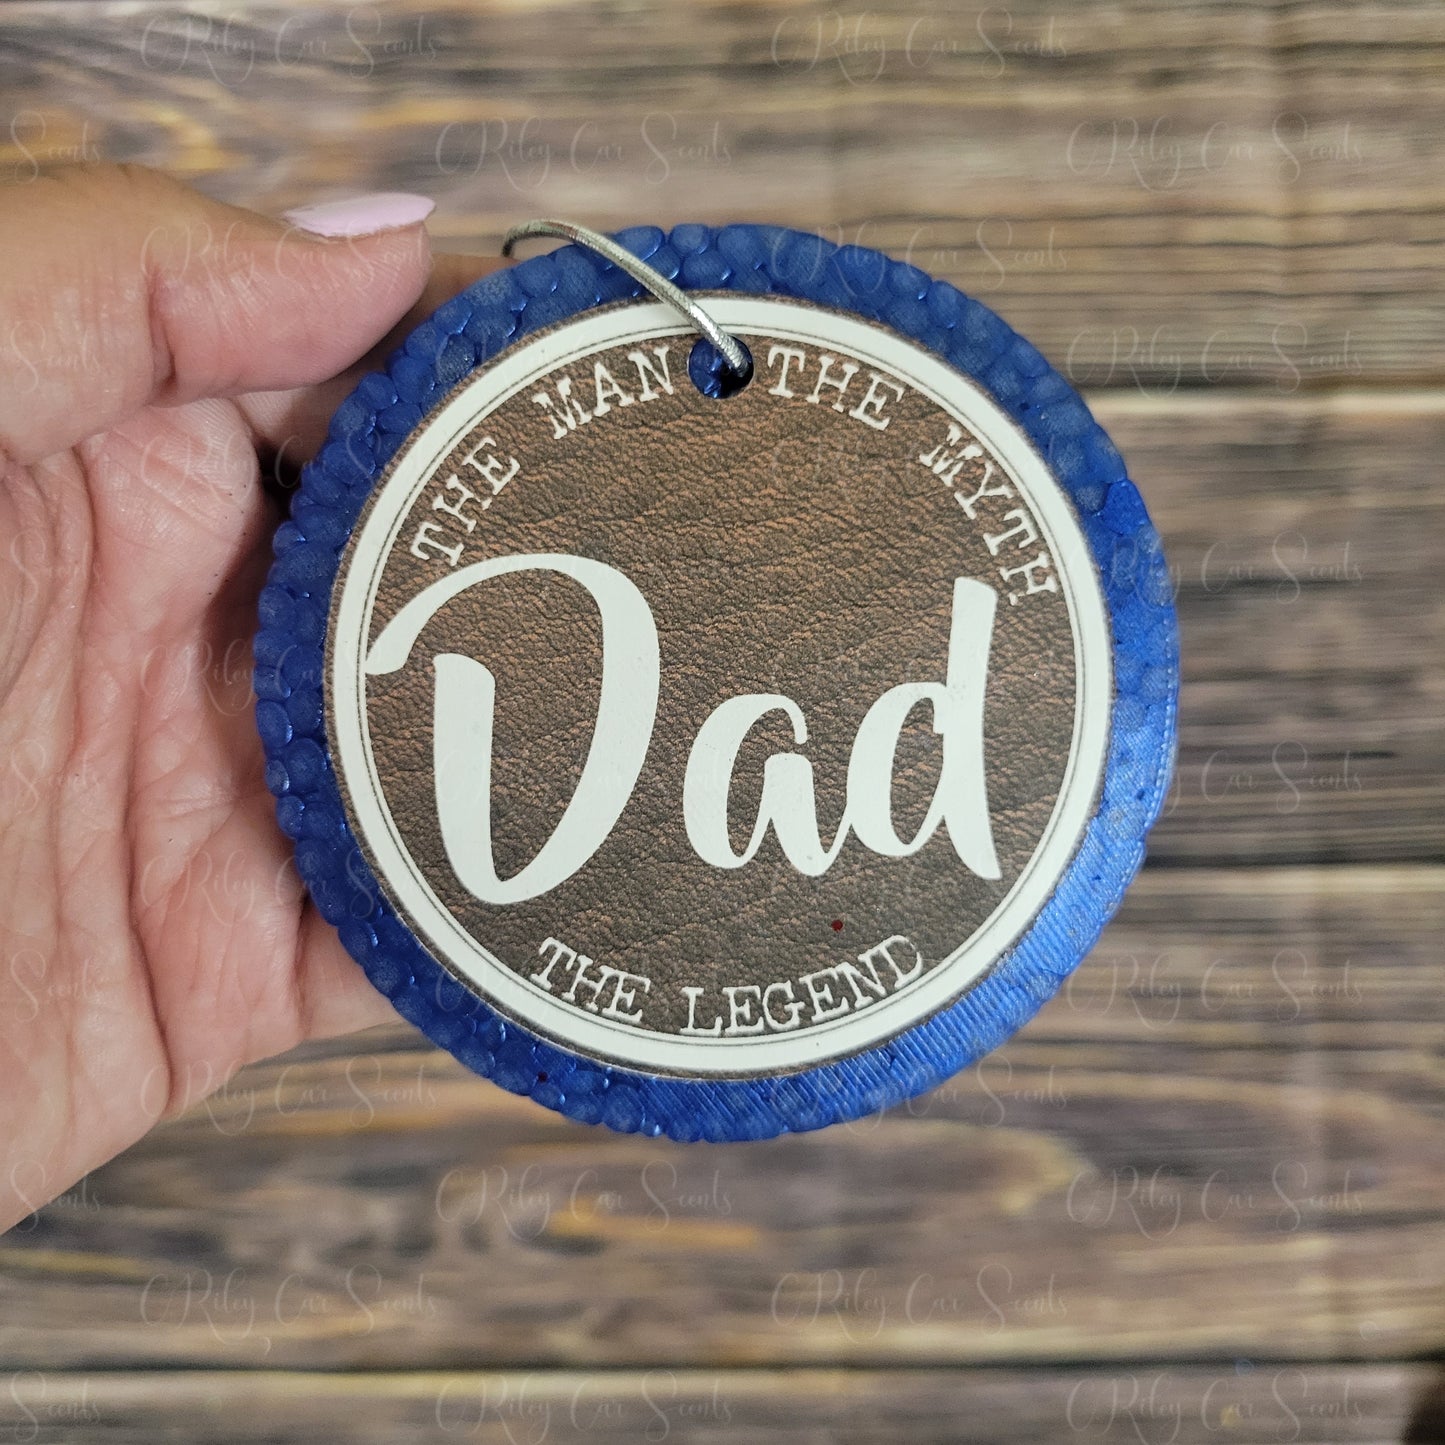 THE MAN
THE MYTH
Dad
THE LEGEND
Riley Car Scents